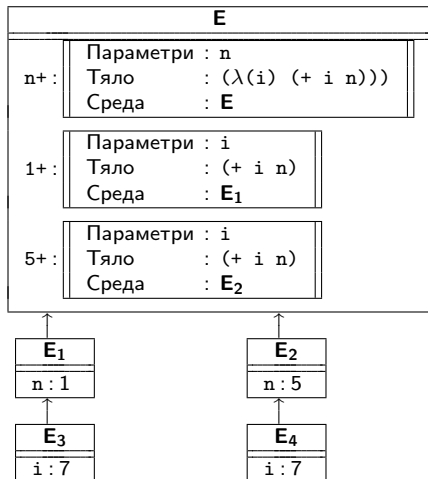 E
n+ : Параметри : n
Тяло : (λ(i) (+ i n)))
Среда : E
1+ : Параметри : i
Тяло : (+ i n)
Среда : E₁
5+ : Параметри : i
Тяло : (+ i n)
Среда : E₂
E₁ E₂
n : 1 n : 5
E₃ E₄
i : 7 i : 7